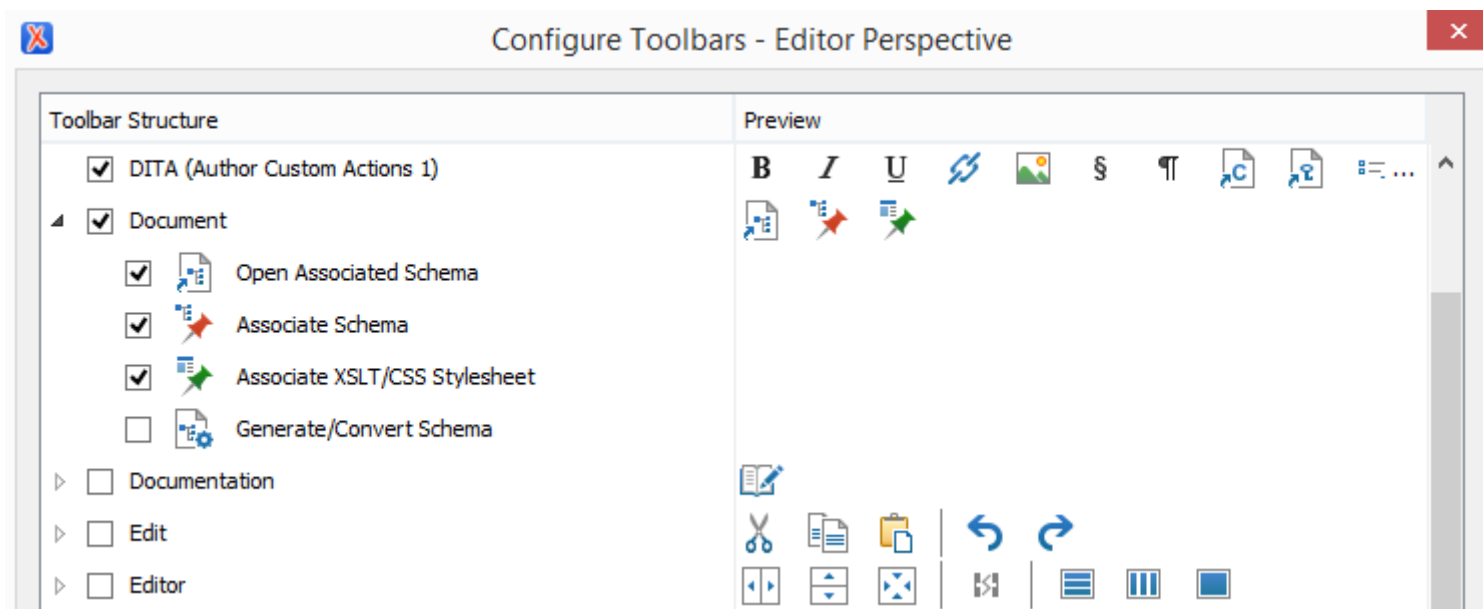 Configure Toolbars - Editor Perspective
Toolbar Structure Preview
DITA (Author Custom Actions 1) B I U § ¶ C ...
Document
Open Associated Schema
Associate Schema
Associate XSLT/CSS Stylesheet
Generate/Convert Schema
Documentation
Edit
Editor